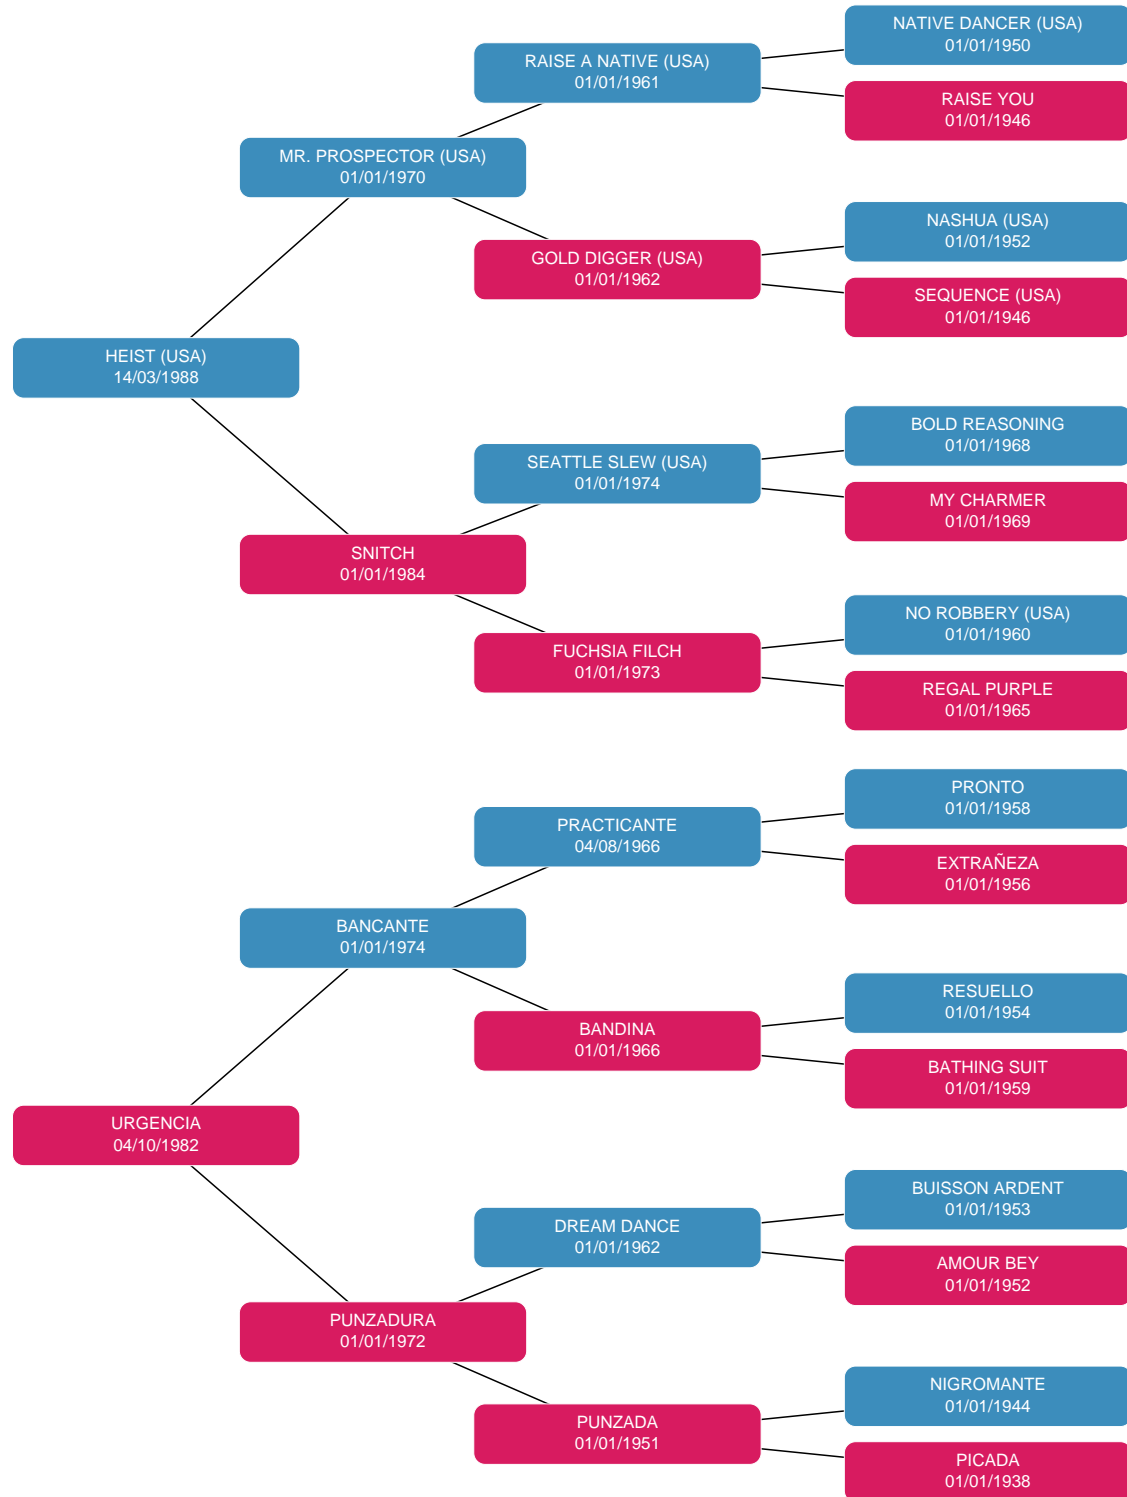 NATIVE DANCER (USA)
01/01/1950
RAISE A NATIVE (USA)
01/01/1961
RAISE YOU
01/01/1946
MR. PROSPECTOR (USA)
01/01/1970
NASHUA (USA)
01/01/1952
GOLD DIGGER (USA)
01/01/1962
SEQUENCE (USA)
01/01/1946
HEIST (USA)
14/03/1988
BOLD REASONING
01/01/1968
SEATTLE SLEW (USA)
01/01/1974
MY CHARMER
01/01/1969
SNITCH
01/01/1984
NO ROBBERY (USA)
01/01/1960
FUCHSIA FILCH
01/01/1973
REGAL PURPLE
01/01/1965
PRONTO
01/01/1958
PRACTICANTE
04/08/1966
EXTRAÑEZA
01/01/1956
BANCANTE
01/01/1974
RESUELLO
01/01/1954
BANDINA
01/01/1966
BATHING SUIT
01/01/1959
URGENCIA
04/10/1982
BUISSON ARDENT
01/01/1953
DREAM DANCE
01/01/1962
AMOUR BEY
01/01/1952
PUNZADURA
01/01/1972
NIGROMANTE
01/01/1944
PUNZADA
01/01/1951
PICADA
01/01/1938